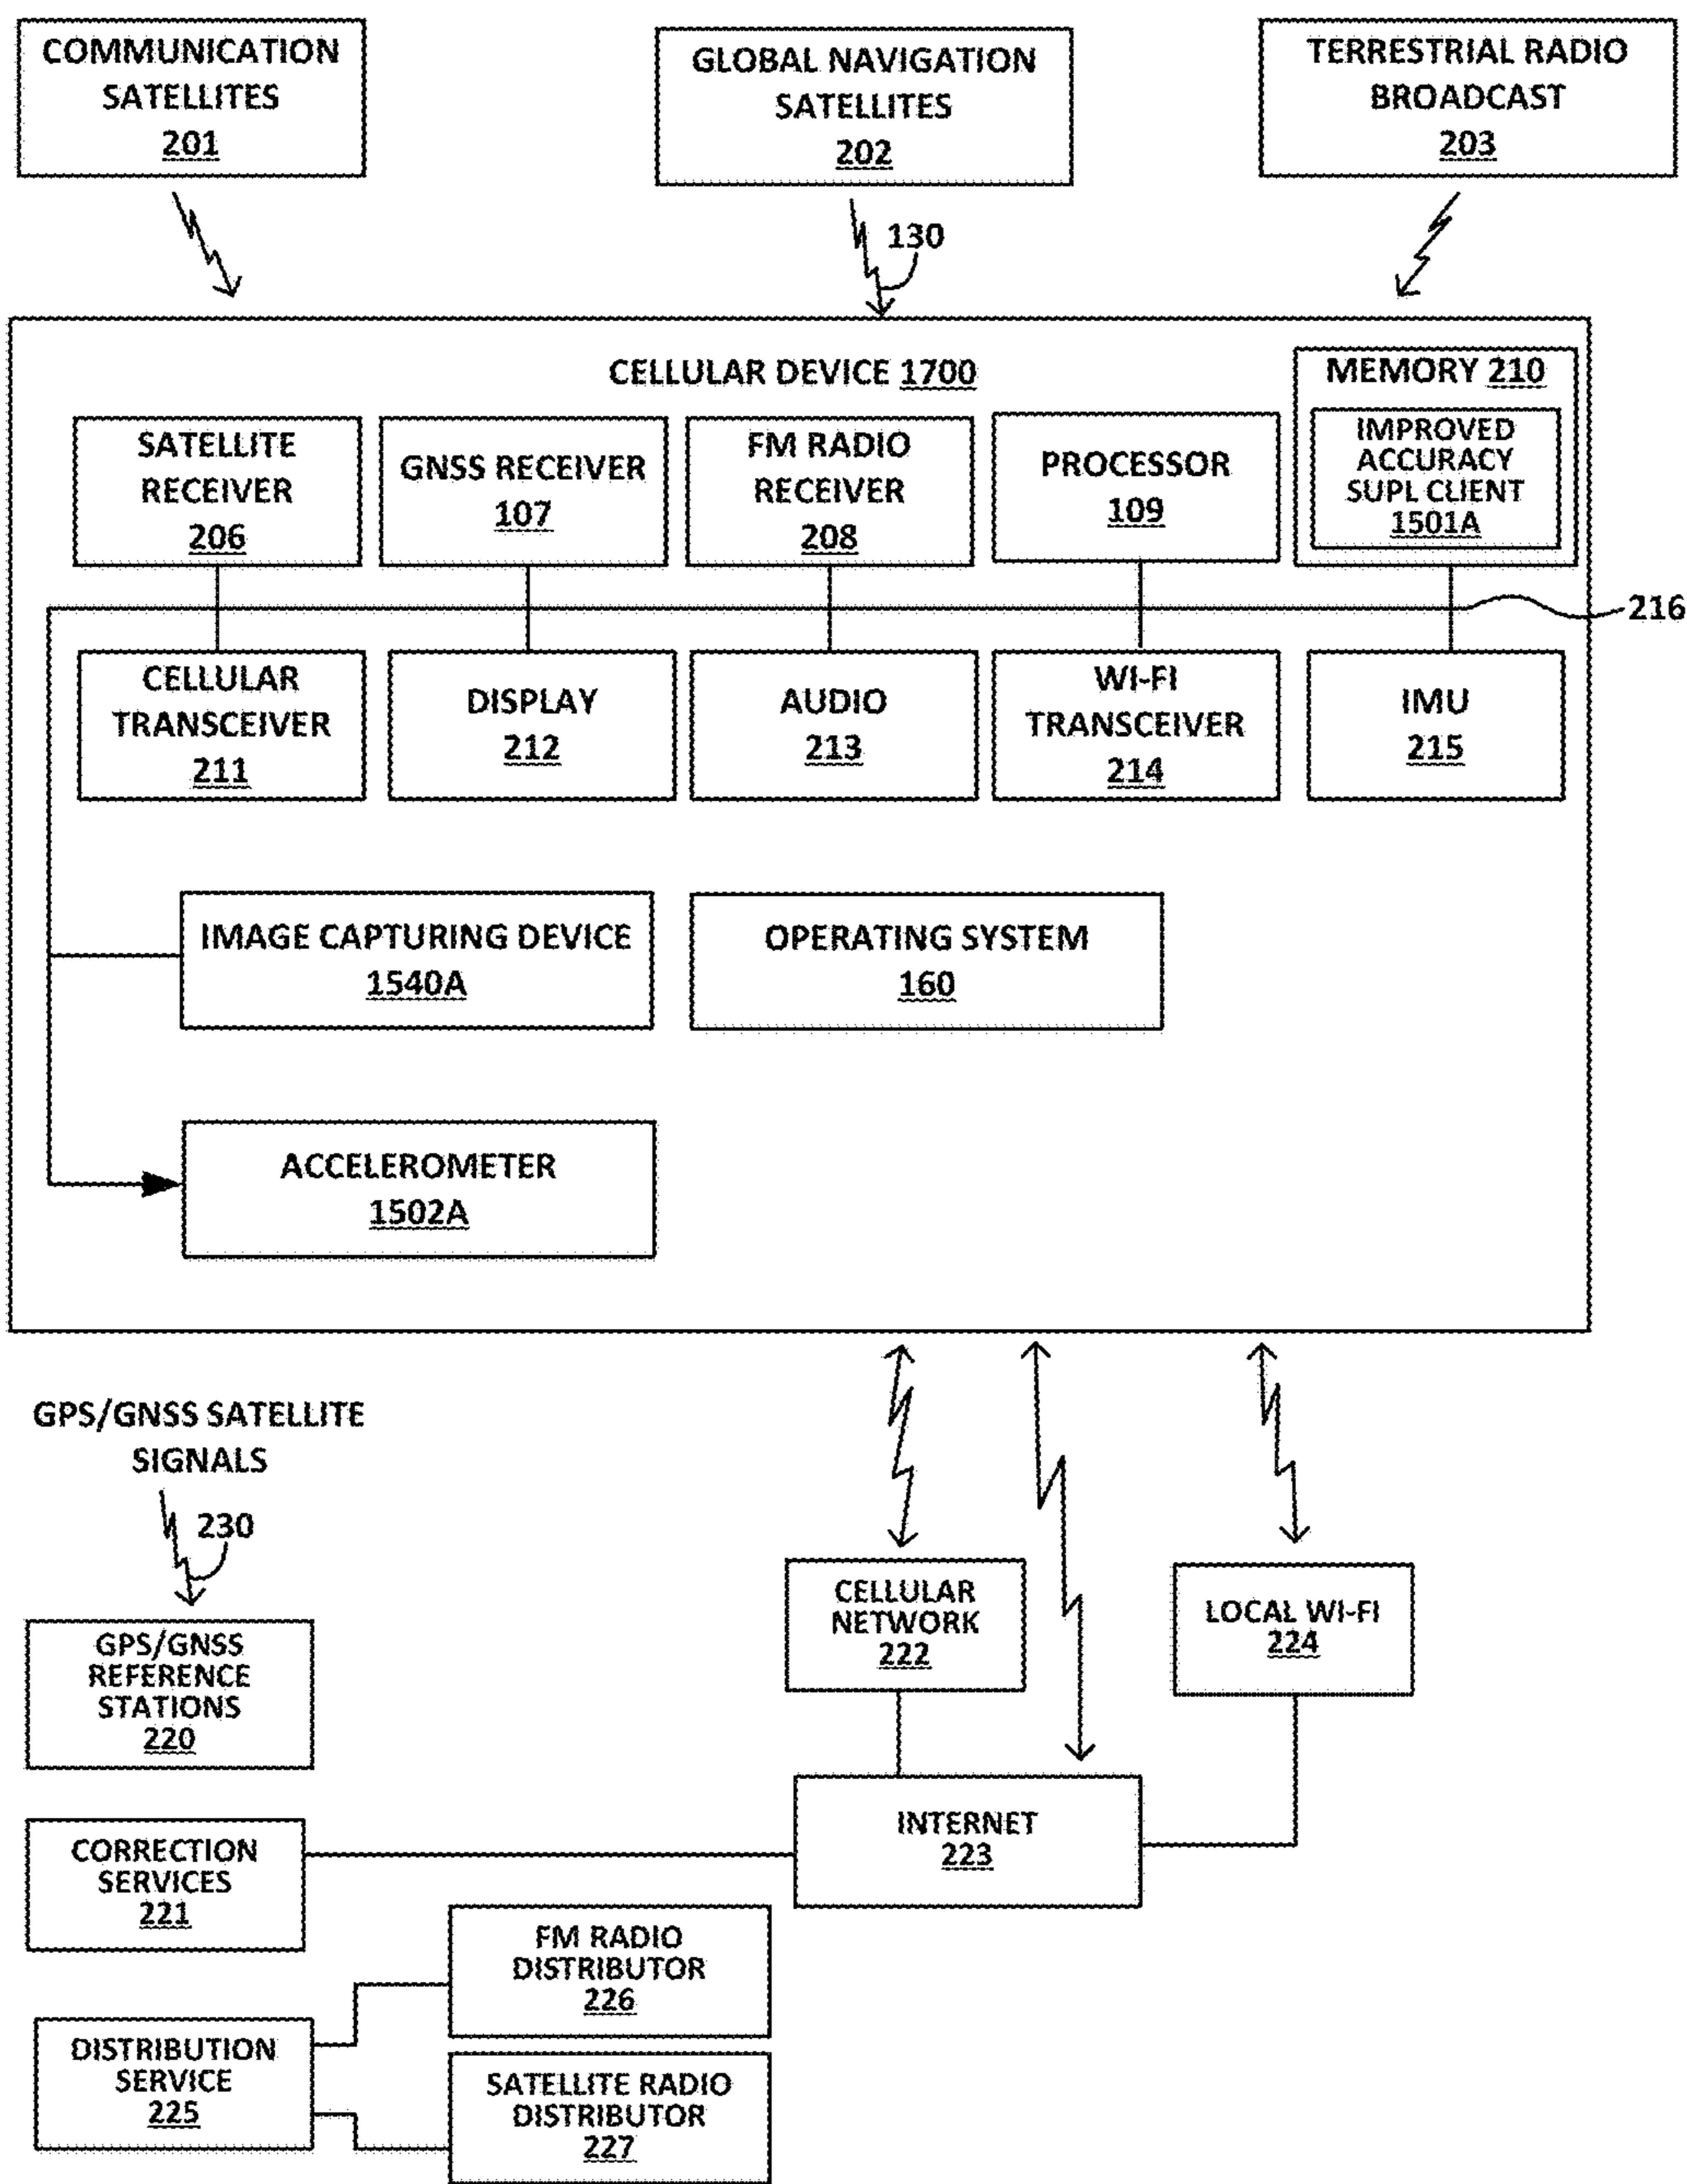 COMMUNICATION
SATELLITES
201
GLOBAL NAVIGATION
SATELLITES
202
TERRESTRIAL RADIO
BROADCAST
203
130
CELLULAR DEVICE 1700
MEMORY 210
IMPROVED
ACCURACY
SUPL CLIENT
1501A
SATELLITE
RECEIVER
206
GNSS RECEIVER
107
FM RADIO
RECEIVER
208
PROCESSOR
109
216
CELLULAR
TRANSCEIVER
211
DISPLAY
212
AUDIO
213
WI-FI
TRANSCEIVER
214
IMU
215
IMAGE CAPTURING DEVICE
1540A
OPERATING SYSTEM
160
ACCELEROMETER
1502A
GPS/GNSS SATELLITE
SIGNALS
230
GPS/GNSS
REFERENCE
STATIONS
220
CELLULAR
NETWORK
222
LOCAL WI-FI
224
INTERNET
223
CORRECTION
SERVICES
221
FM RADIO
DISTRIBUTOR
226
DISTRIBUTION
SERVICE
225
SATELLITE RADIO
DISTRIBUTOR
227